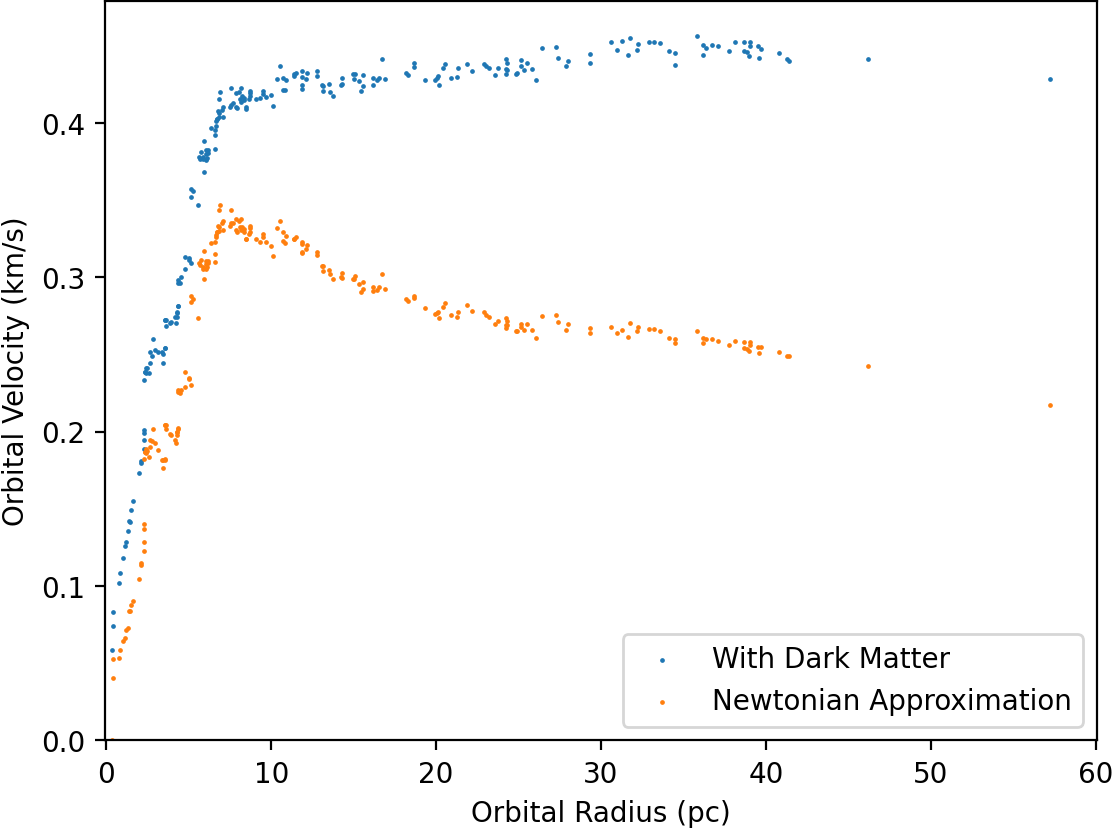 0.4
0.3
0.2
0.1
0.0
Orbital Velocity (km/s)
With Dark Matter
Newtonian Approximation
0 10 20 30 40 50 60
Orbital Radius (pc)